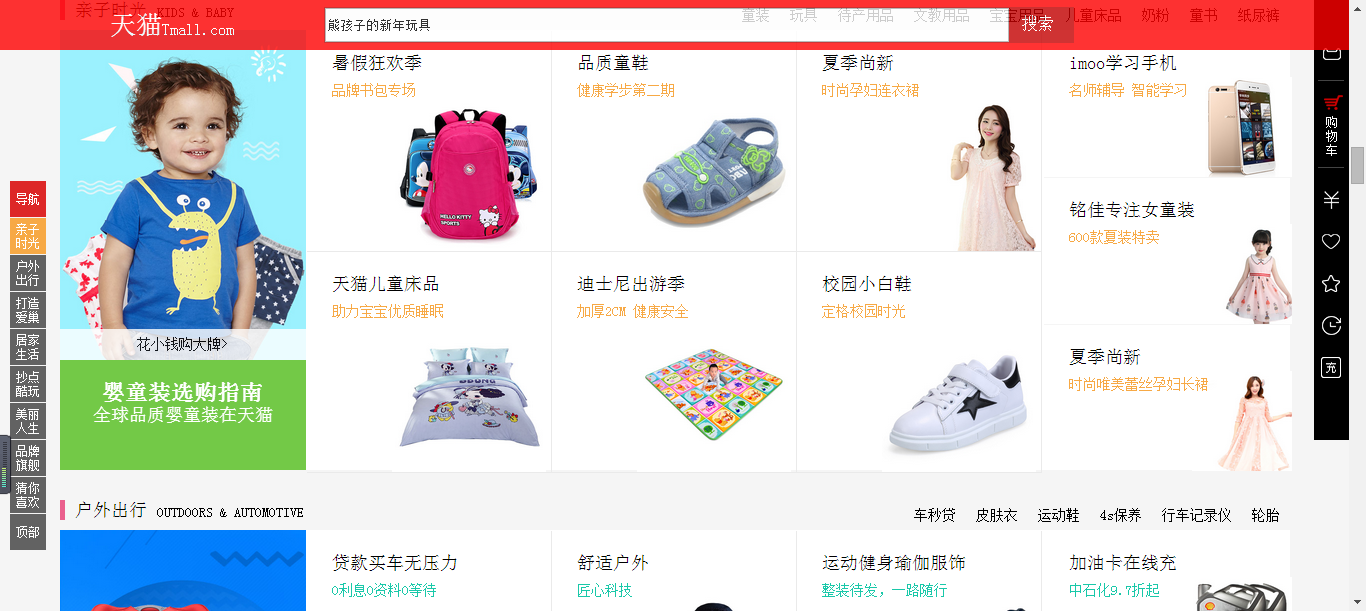 亲子时光 KIDS & BABY
童装 玩具 待产用品 文教用品 宝宝用品 儿童床品 奶粉 童书 纸尿裤
天猫Tmall.com
熊孩子的新年玩具
搜索
导航
亲子
时光
户外
出行
打造
爱巢
居家
生活
抄点
酷玩
美丽
人生
品牌
旗舰
猜你
喜欢
顶部
花小钱购大牌>
婴童装选购指南
全球品质婴童装在天猫
暑假狂欢季
品牌书包专场
HELLO KITTY
SPORTS
品质童鞋
健康学步第二期
ABC
夏季尚新
时尚孕妇连衣裙
imoo学习手机
名师辅导 智能学习
铭佳专注女童装
600款夏装特卖
天猫儿童床品
助力宝宝优质睡眠
迪士尼出游季
加厚2CM 健康安全
校园小白鞋
定格校园时光
夏季尚新
时尚唯美蕾丝孕妇长裙
购
物
车
充
户外出行 OUTDOORS & AUTOMOTIVE
车秒贷 皮肤衣 运动鞋 4s保养 行车记录仪 轮胎
贷款买车无压力
0利息0资料0等待
舒适户外
匠心科技
运动健身瑜伽服饰
整装待发，一路随行
加油卡在线充
中石化9.7折起